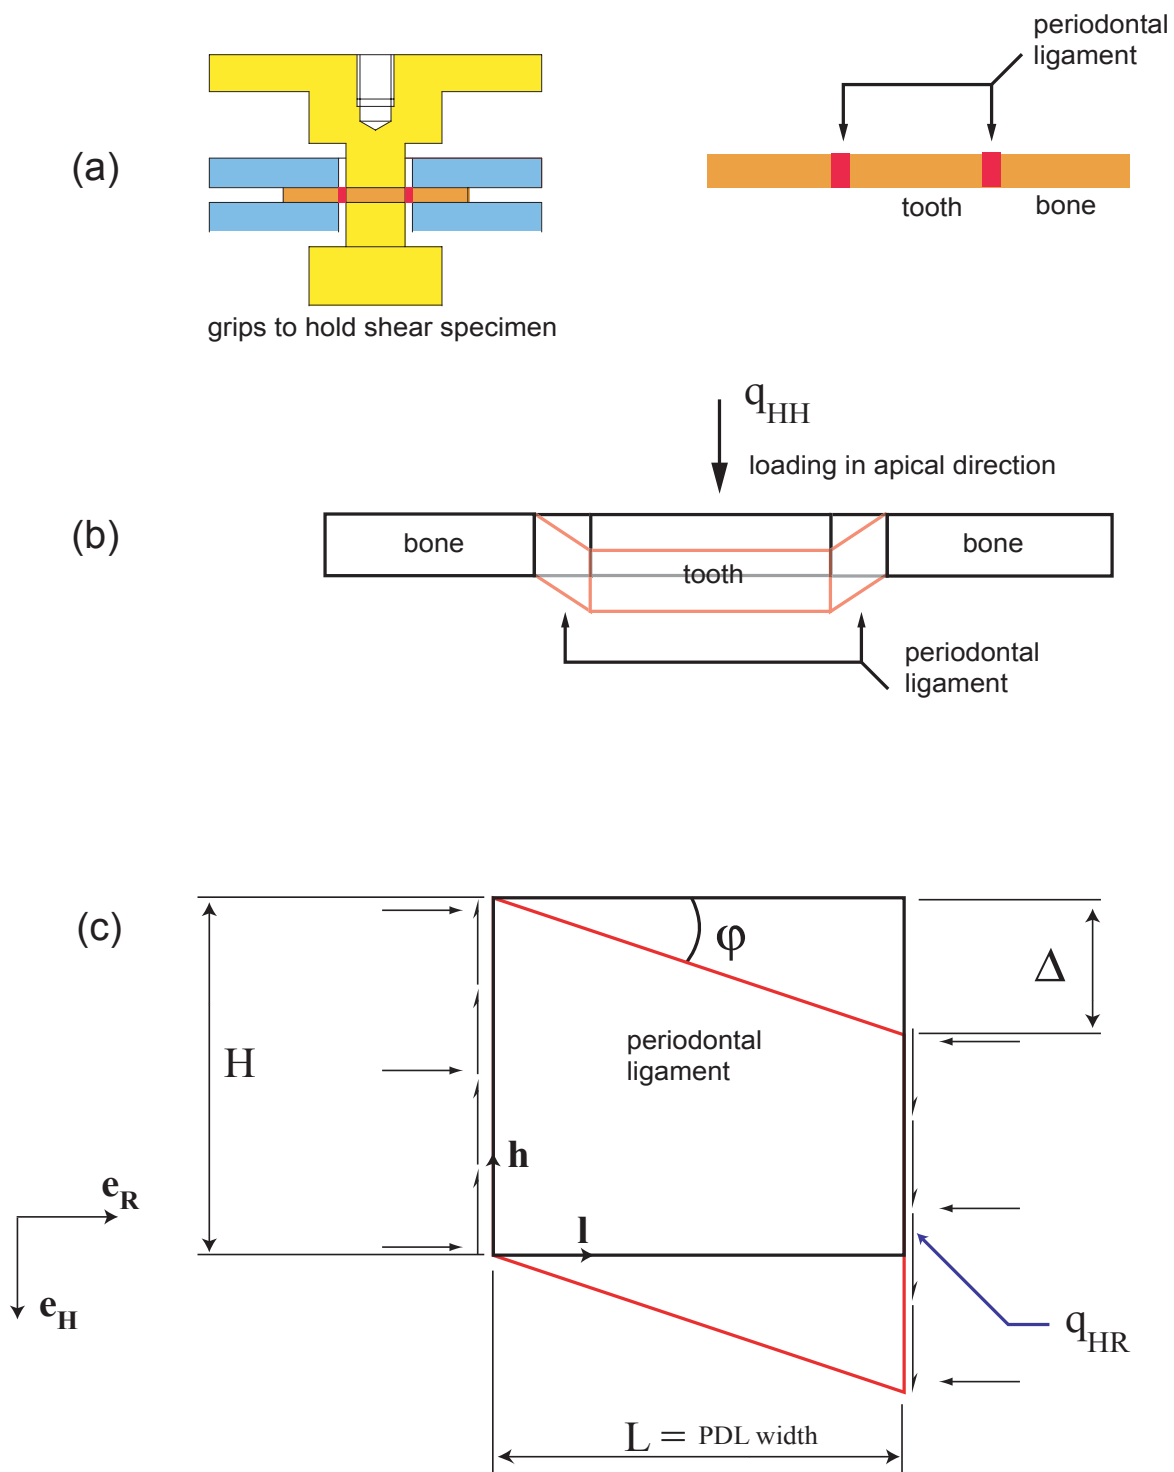 periodontal
ligament
(a)
tooth
bone
grips to hold shear specimen
q_HH
loading in apical direction
(b)
bone
tooth
bone
periodontal
ligament
(c)
φ
Δ
H
periodontal
ligament
h
e_R
l
e_H
q_HR
L = PDL width